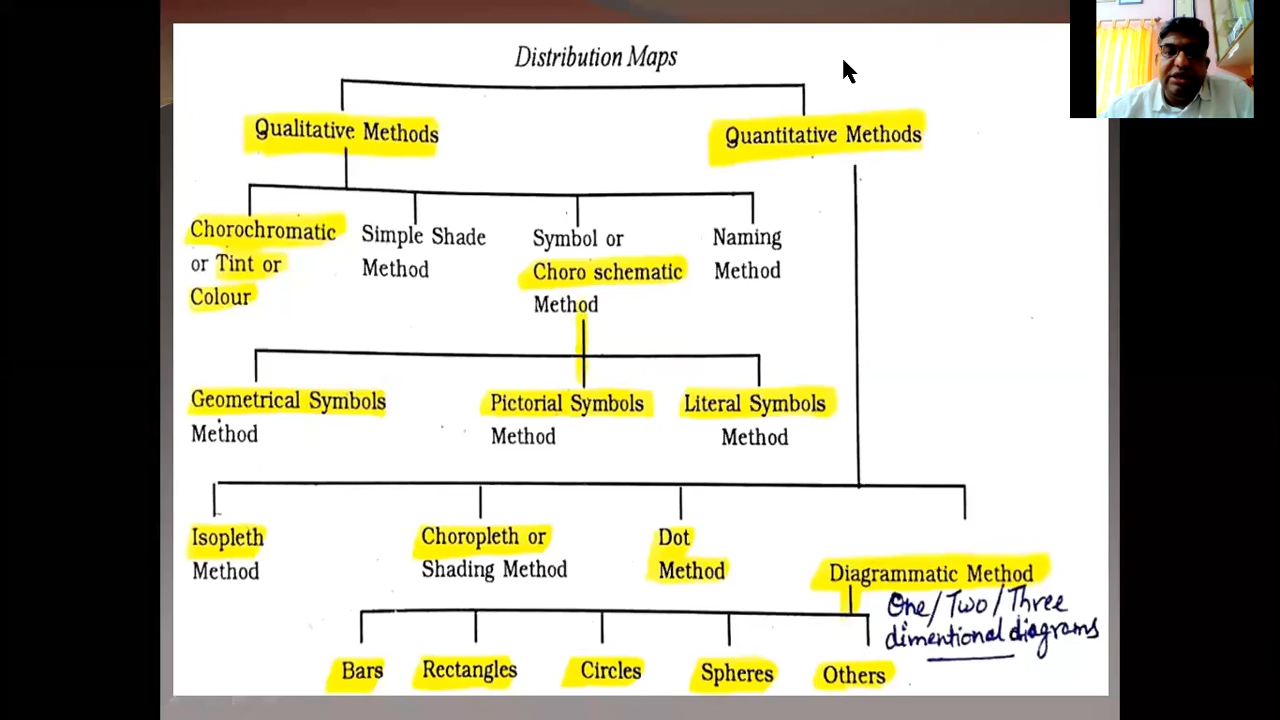 Distribution Maps
Qualitative Methods
Quantitative Methods
Chorochromatic
or Tint or
Colour
Simple Shade
Method
Symbol or
Choro schematic
Method
Naming
Method
Geometrical Symbols
Method
Pictorial Symbols
Method
Literal Symbols
Method
Isopleth
Method
Choropleth or
Shading Method
Dot
Method
Diagrammatic Method
One/Two/Three
dimentional diagrams
Bars
Rectangles
Circles
Spheres
Others